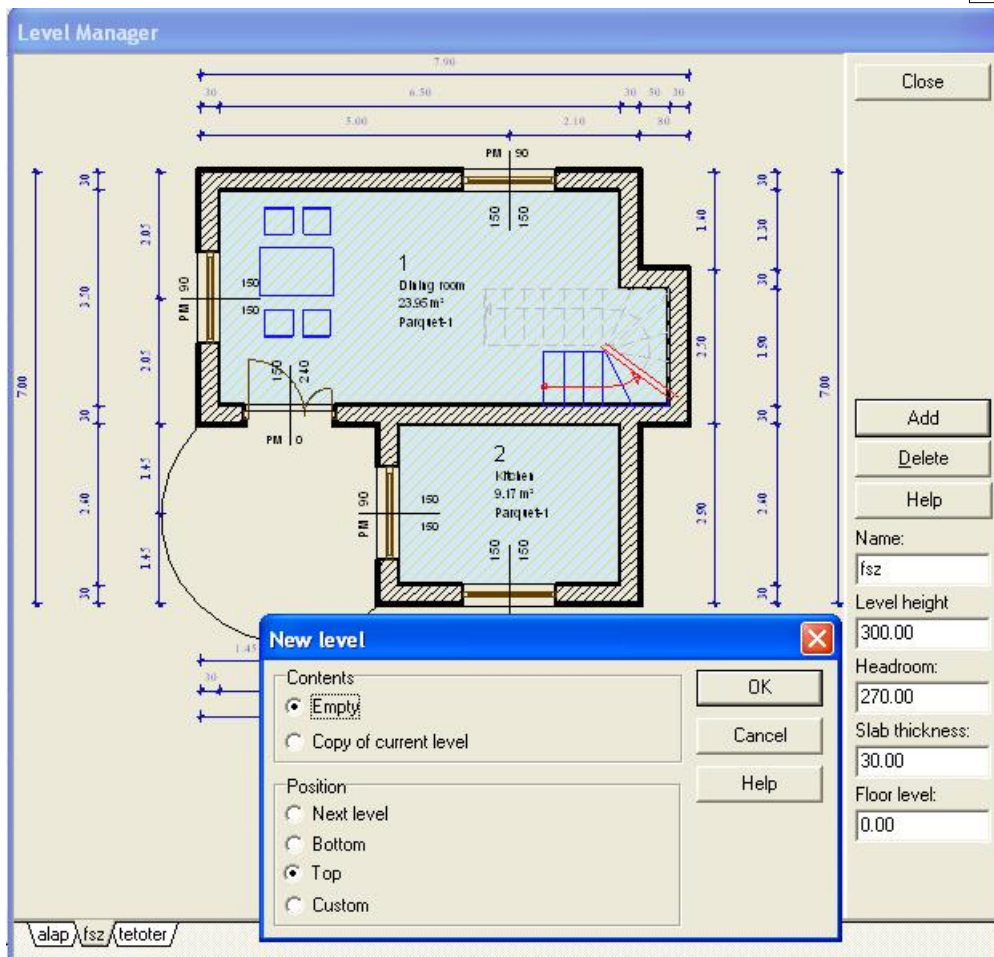 Level Manager
7.90
30 6.50 30 50 30
5.00 2.10 80
Close
PM 90
150 150
30 2.05 3.50 2.05 30
7.00
PM 90
150
150
1
Dining room
23.95 m²
Parquet-1
150 240
PM 0
1.40 30 1.30 30
2.50 1.90 30
7.00
1.45 2.60 1.45 30
PM 90
150
150
2
Kitchen
9.17 m²
Parquet-1
150 150
2.90 2.60 30
1.45
30
Add
Delete
Help
Name:
fsz
Level height
300.00
Headroom:
270.00
Slab thickness:
30.00
Floor level:
0.00
New level
Contents
Empty
Copy of current level
Position
Next level
Bottom
Top
Custom
OK
Cancel
Help
alap fsz tetoter